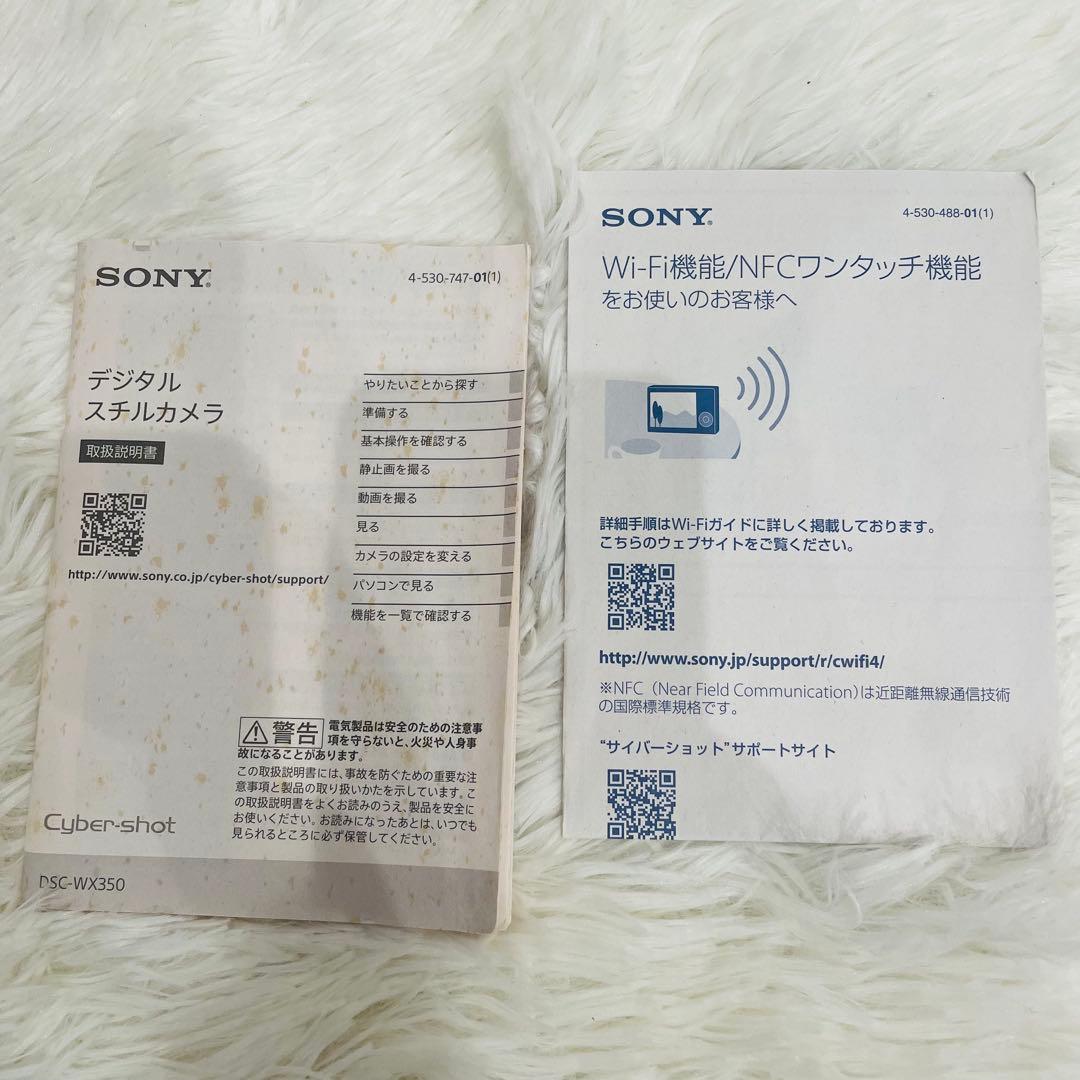 SONY®
4-530-747-01(1)
デジタル
スチルカメラ
取扱説明書
http://www.sony.co.jp/cyber-shot/support/
やりたいことから探す
準備する
基本操作を確認する
静止画を撮る
動画を撮る
見る
カメラの設定を変える
パソコンで見る
機能を一覧で確認する
警告
電気製品は安全のための注意事
項を守らないと、火災や人身事
故になることがあります。
この取扱説明書には、事故を防ぐための重要な注
意事項と製品の取り扱いかたを示しています。こ
の取扱説明書をよくお読みのうえ、製品を安全に
お使いください。お読みになったあとは、いつでも
見られるところに必ず保管してください。
Cyber-shot
DSC-WX350
SONY®
4-530-488-01(1)
Wi-Fi機能/NFCワンタッチ機能
をお使いのお客様へ
詳細手順はWi-Fiガイドに詳しく掲載しております。
こちらのウェブサイトをご覧ください。
http://www.sony.jp/support/r/cwifi4/
※NFC（Near Field Communication）は近距離無線通信技術
の国際標準規格です。
“サイバーショット”サポートサイト